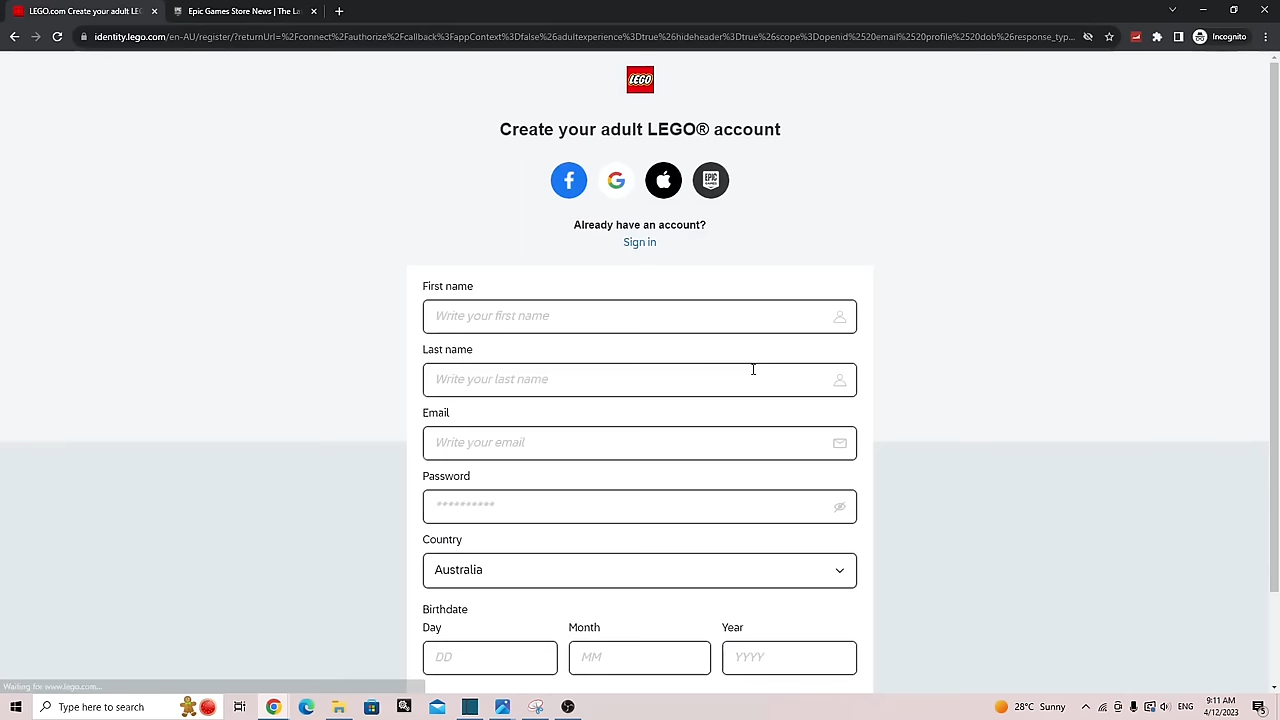 LEGO.com Create your adult LEG
Epic Games Store News | The La
identity.lego.com/en-AU/register/?returnUrl=%2Fconnect%2Fauthorize%2Fcallback%3FappContext%3Dfalse%26adultexperience%3Dtrue%26hideheader%3Dtrue%26scope%3Dopenid%2520email%2520profile%2520dob%26response_typ...
Incognito
LEGO
Create your adult LEGO® account
EPIC GAMES
Already have an account?
Sign in
First name
Write your first name
Last name
Write your last name
Email
Write your email
Password
**********
Country
Australia
Birthdate
Day Month Year
DD MM YYYY
Waiting for www.lego.com...
Type here to search
28°C Sunny
ENG
9:11 AM
4/12/2023